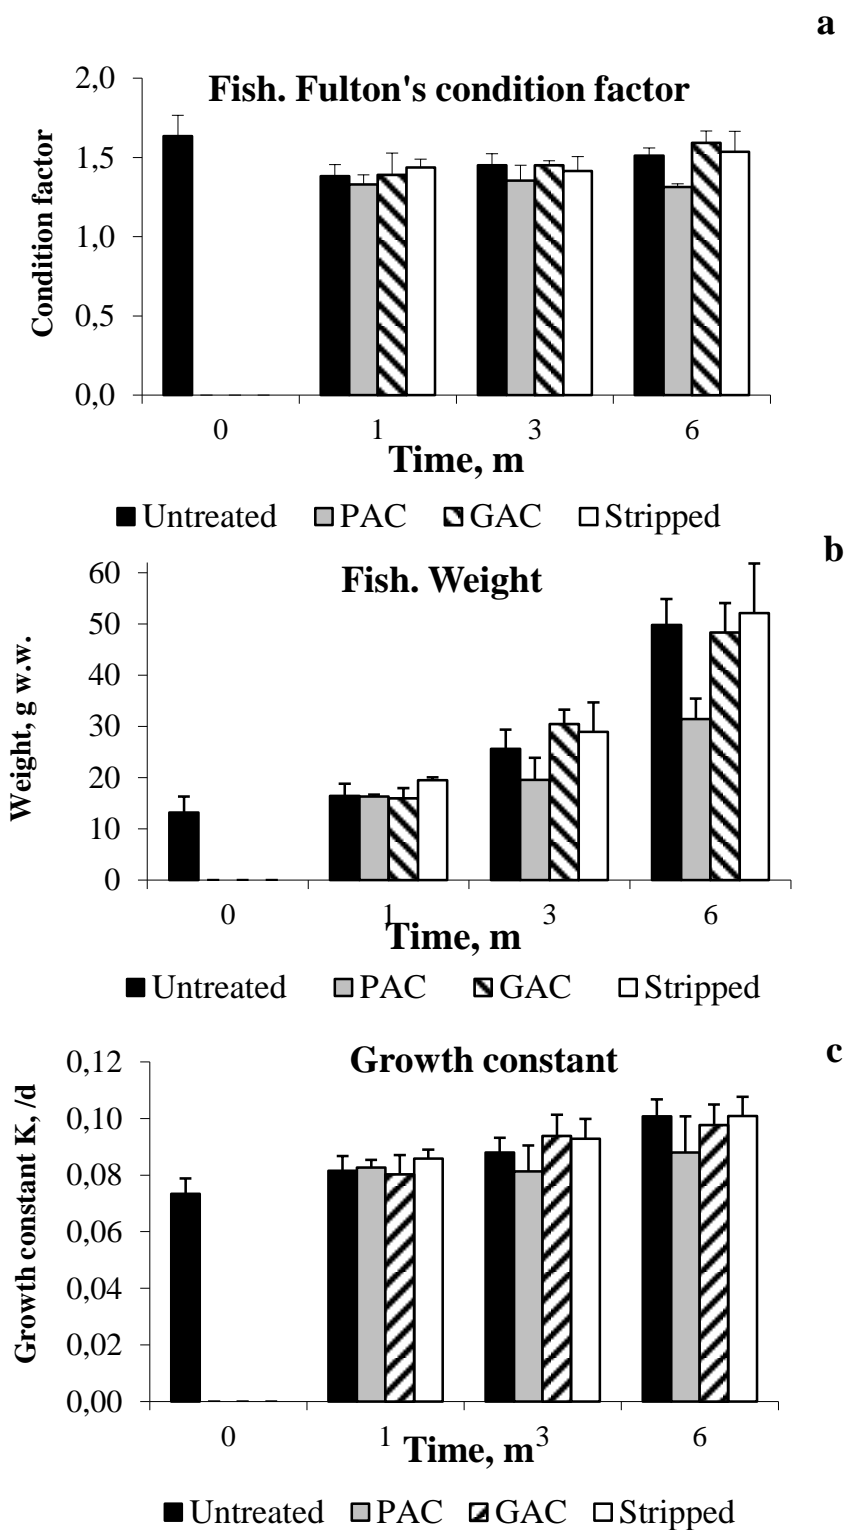 a
Fish. Fulton's condition factor
2,0
1,5
1,0
0,5
0,0
Condition factor
0 1 3 6
Time, m
Untreated PAC GAC Stripped
b
Fish. Weight
60
50
40
30
20
10
0
Weight, g w.w.
0 1 3 6
Time, m
Untreated PAC GAC Stripped
c
Growth constant
0,12
0,10
0,08
0,06
0,04
0,02
0,00
Growth constant K, /d
0 1 3 6
Time, m
Untreated PAC GAC Stripped